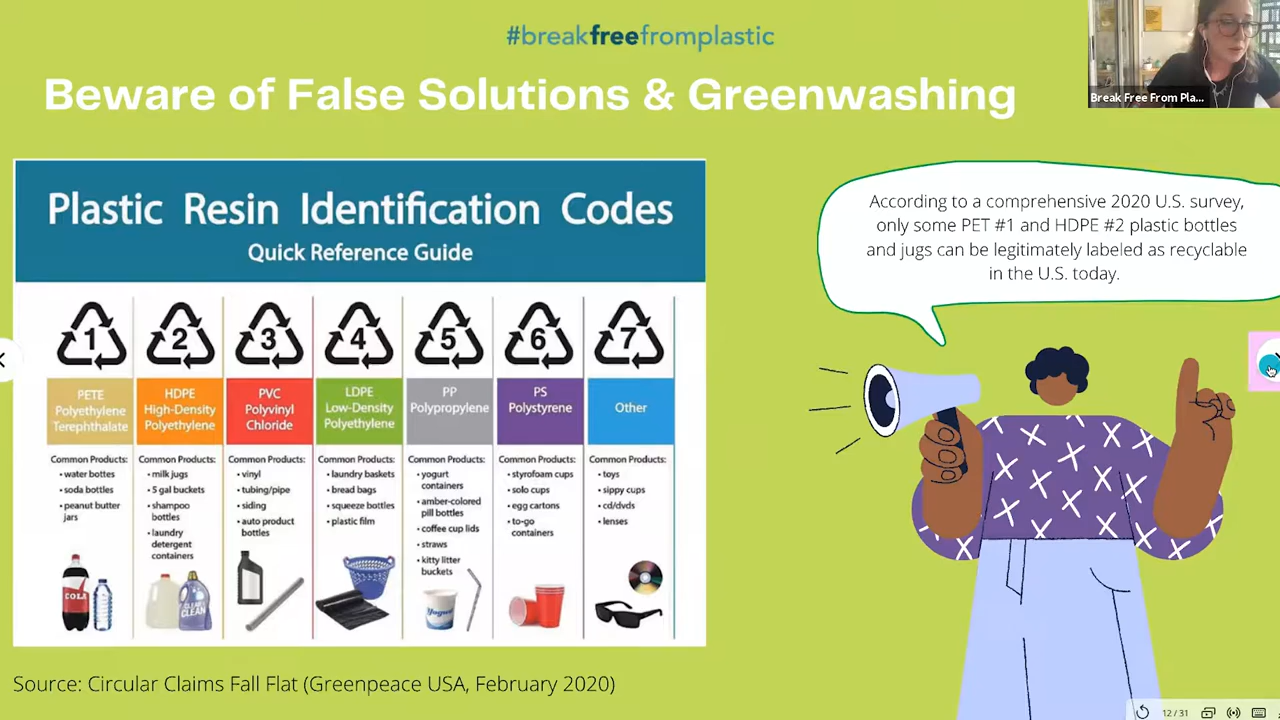 #breakfreefromplastic
Beware of False Solutions & Greenwashing
Break Free From Pla...
Plastic Resin Identification Codes
Quick Reference Guide
1
PETE
Polyethylene
Terephthalate
Common Products:
• water bottes
• soda bottles
• peanut butter
jars
COLA
2
HDPE
High-Density
Polyethylene
Common Products:
• milk jugs
• 5 gal buckets
• shampoo
bottles
• laundry
detergent
containers
CLEAN
3
PVC
Polyvinyl
Chloride
Common Products:
• vinyl
• tubing/pipe
• siding
• auto product
bottles
4
LDPE
Low-Density
Polyethylene
Common Products:
• laundry baskets
• bread bags
• squeeze bottles
• plastic film
5
PP
Polypropylene
Common Products:
• yogurt
containers
• amber-colored
pill bottles
• coffee cup lids
• straws
• kitty litter
buckets
6
PS
Polystyrene
Common Products:
• styrofoam cups
• solo cups
• egg cartons
• to-go
containers
7
Other
Common Products:
• toys
• sippy cups
• cd/dvds
• lenses
According to a comprehensive 2020 U.S. survey,
only some PET #1 and HDPE #2 plastic bottles
and jugs can be legitimately labeled as recyclable
in the U.S. today.
Source: Circular Claims Fall Flat (Greenpeace USA, February 2020)
12 / 31